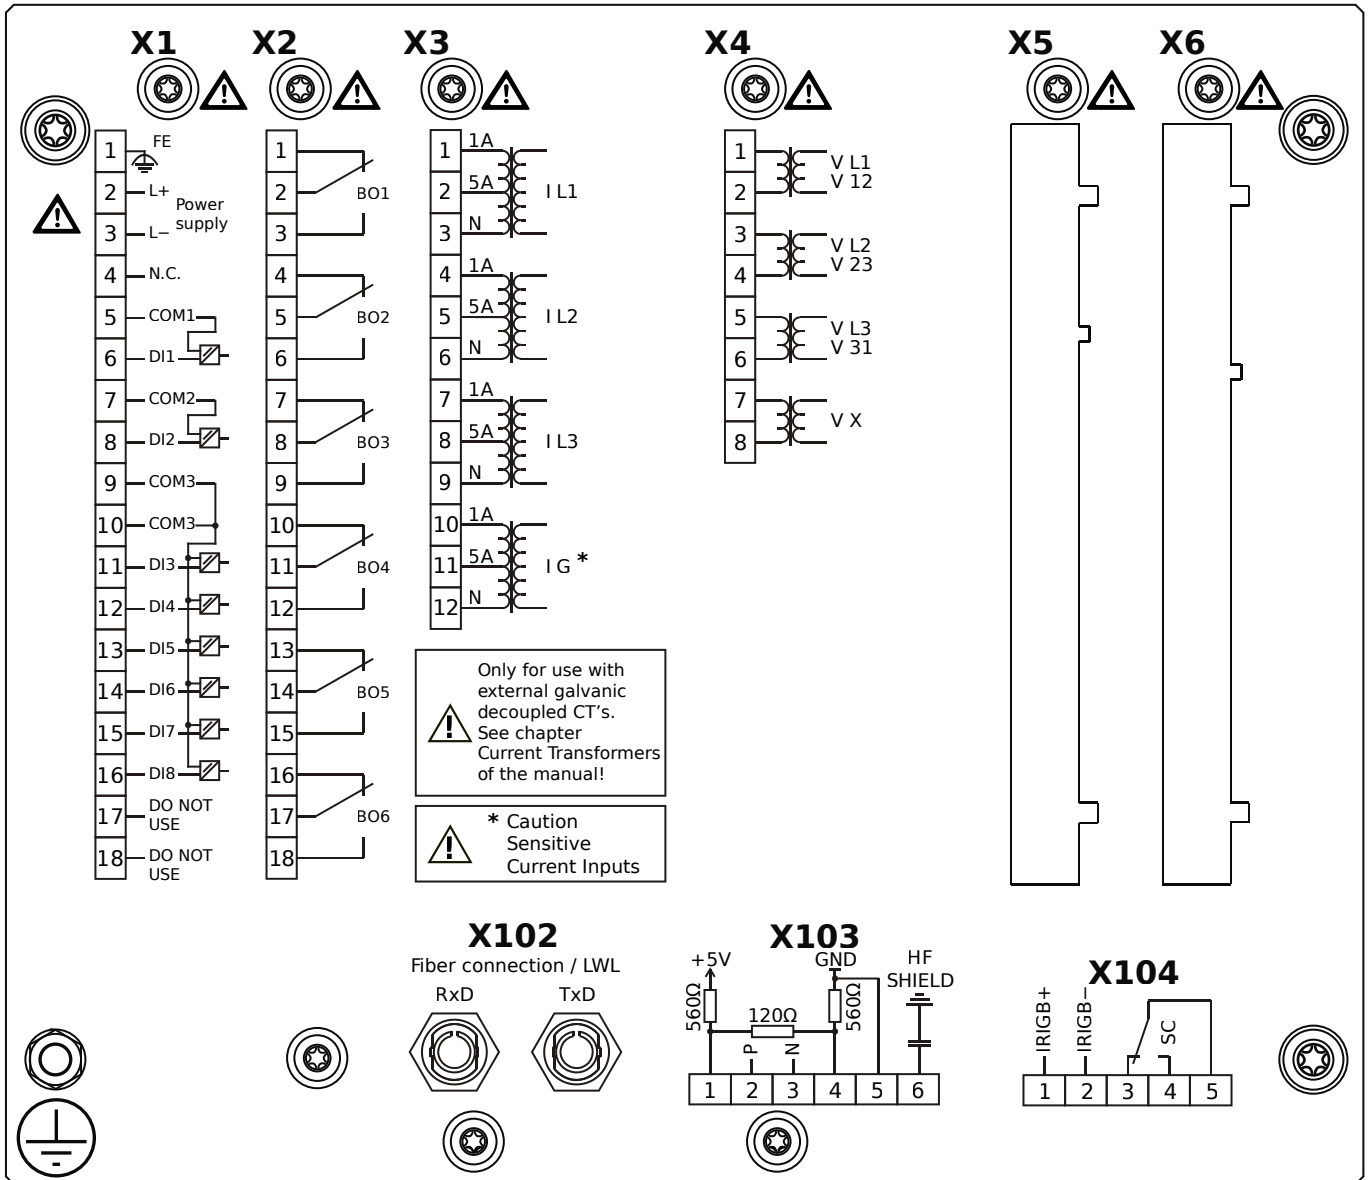 X1
X2
X3
X4
X5
X6
1 FE
2 L+
Power
supply
3 L−
4 N.C.
5 COM1
6 DI1
7 COM2
8 DI2
9 COM3
10 COM3
11 DI3
12 DI4
13 DI5
14 DI6
15 DI7
16 DI8
17 DO NOT
USE
18 DO NOT
USE
1
2 BO1
3
4
5 BO2
6
7
8 BO3
9
10
11 BO4
12
13
14 BO5
15
16
17 BO6
18
1 1A
2 5A I L1
3 N
4 1A
5 5A I L2
6 N
7 1A
8 5A I L3
9 N
10 1A
11 5A I G *
12 N
Only for use with
external galvanic
decoupled CT's.
See chapter
Current Transformers
of the manual!
* Caution
Sensitive
Current Inputs
1 V L1
2 V 12
3 V L2
4 V 23
5 V L3
6 V 31
7
V X
8
X102
Fiber connection / LWL
RxD
TxD
X103
+5V
GND
HF
SHIELD
560Ω
120Ω
560Ω
P
N
1 2 3 4 5 6
X104
IRIGB+
IRIGB−
SC
1 2 3 4 5